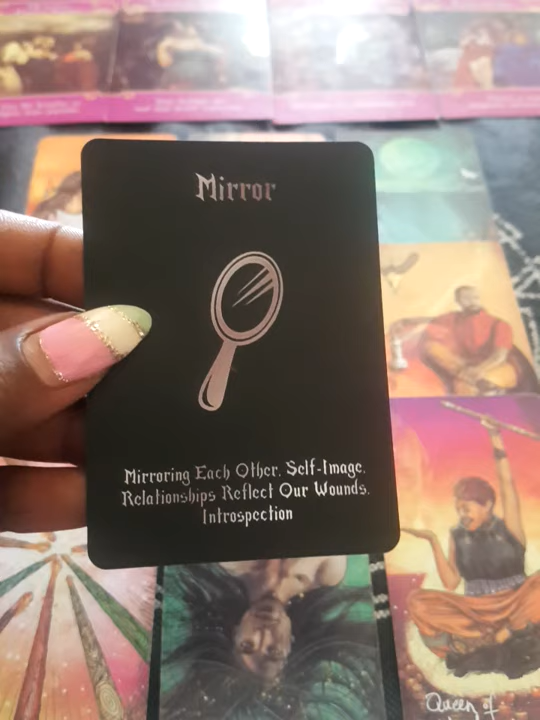 Mirror
Mirroring Each Other. Self-Image.
Relationships Reflect Our Wounds.
Introspection
Queen of